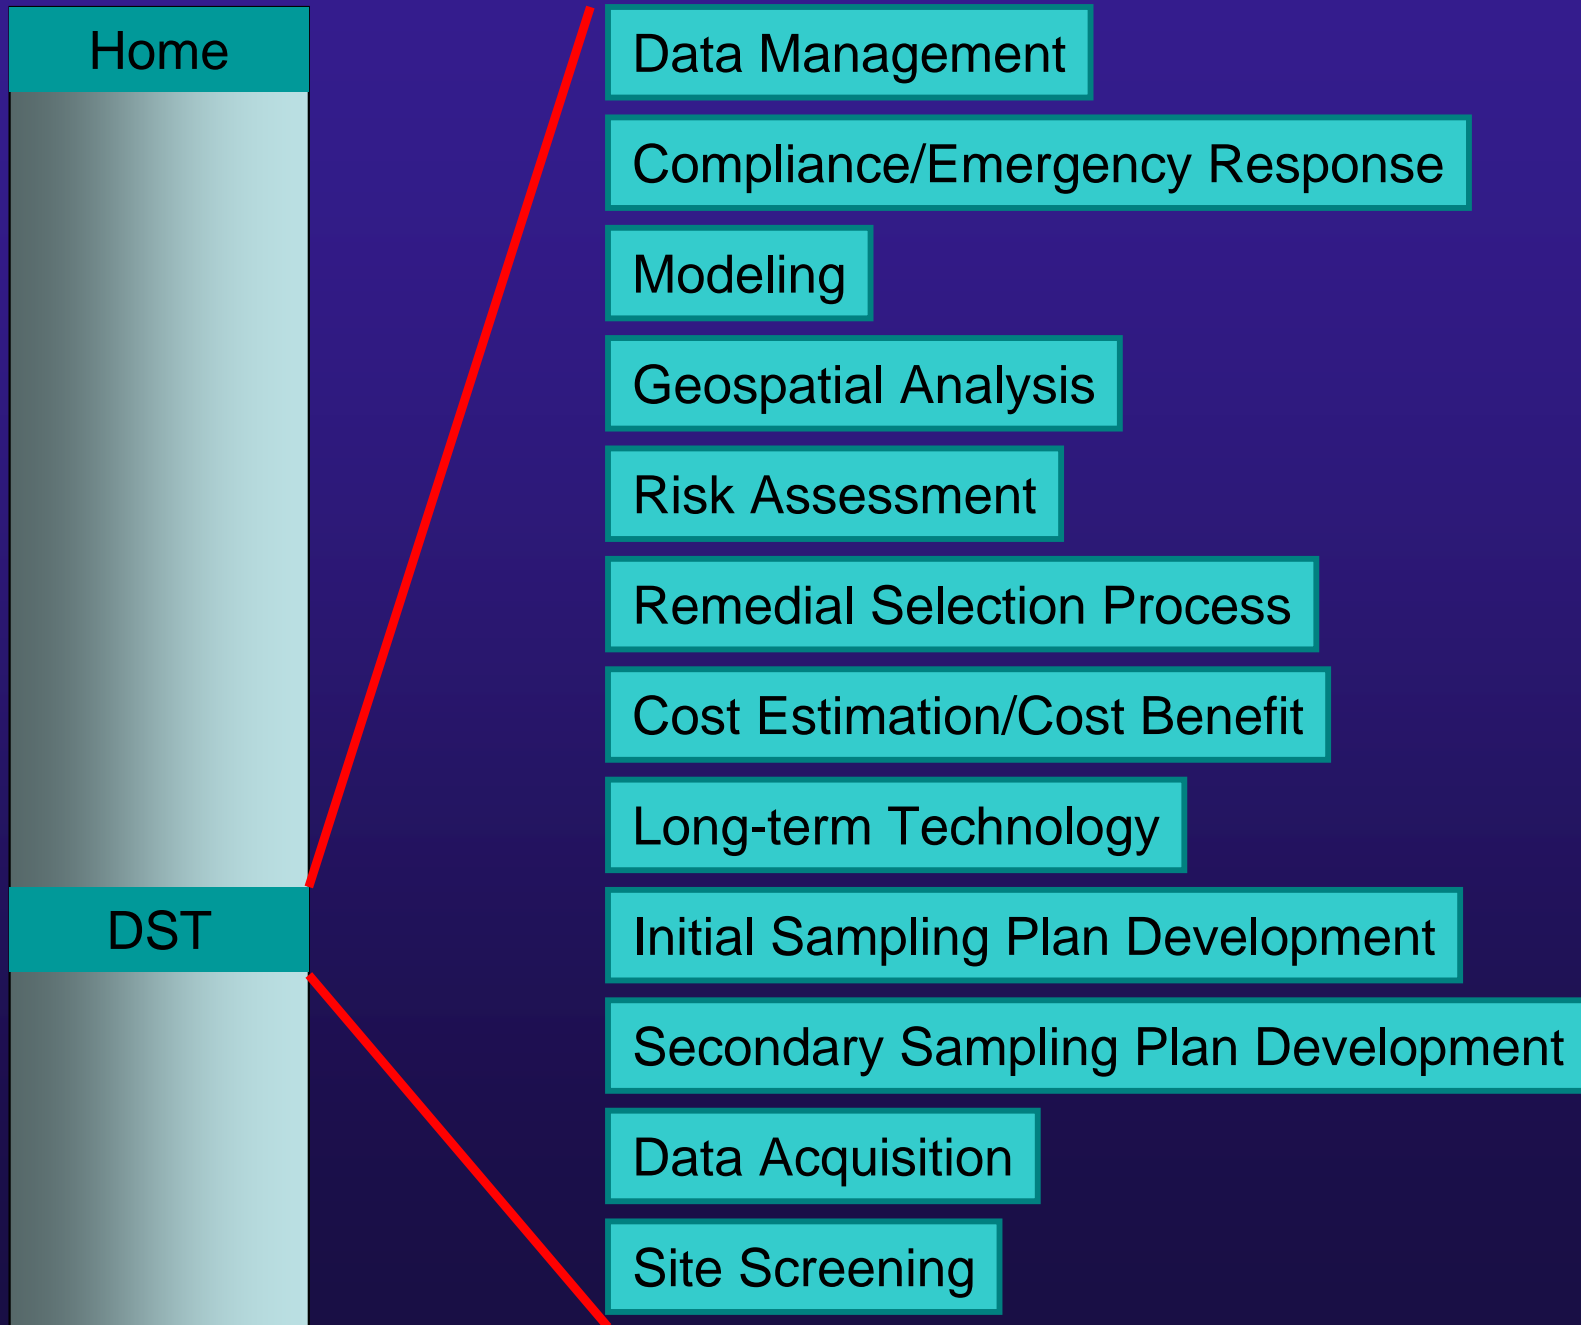 Home
DST
Data Management
Compliance/Emergency Response
Modeling
Geospatial Analysis
Risk Assessment
Remedial Selection Process
Cost Estimation/Cost Benefit
Long-term Technology
Initial Sampling Plan Development
Secondary Sampling Plan Development
Data Acquisition
Site Screening